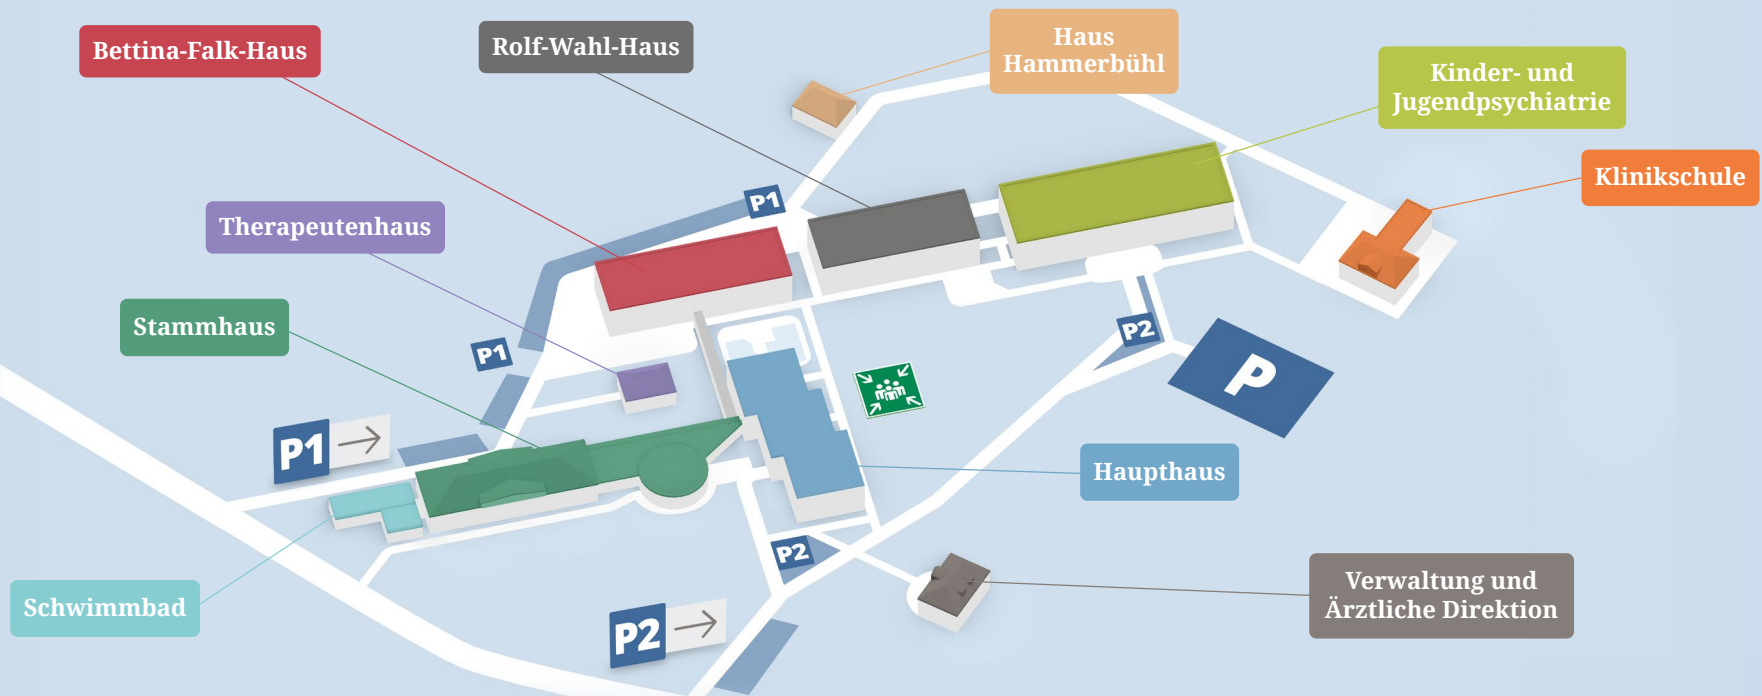 Bettina-Falk-Haus
Rolf-Wahl-Haus
Haus
Hammerbühl
Kinder- und
Jugendpsychiatrie
Klinikschule
P1
Therapeutenhaus
Stammhaus
P1
P2
P
P1
Haupthaus
P2
Schwimmbad
P2
Verwaltung und
Ärztliche Direktion